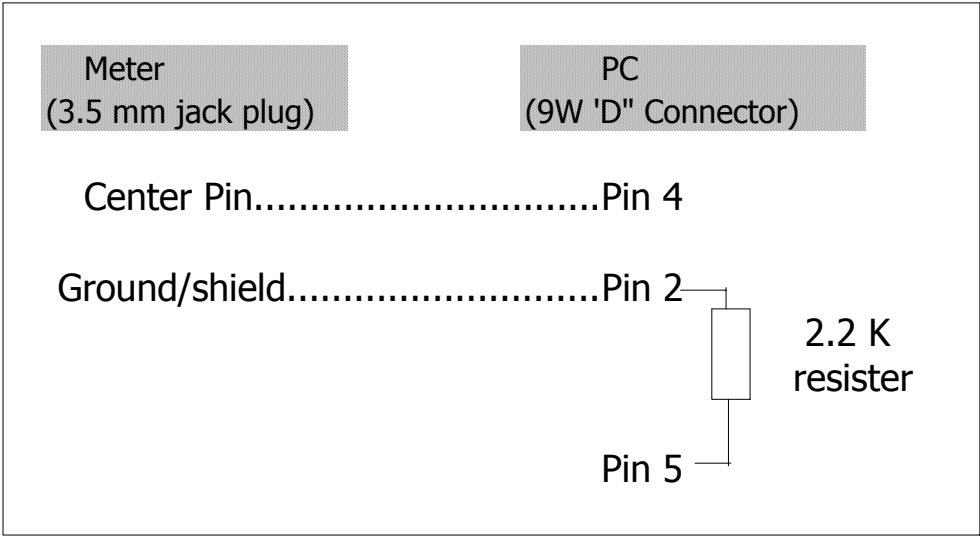 Meter
(3.5 mm jack plug)
PC
(9W 'D" Connector)
Center Pin...............................Pin 4
Ground/shield............................Pin 2
2.2 K
resister
Pin 5